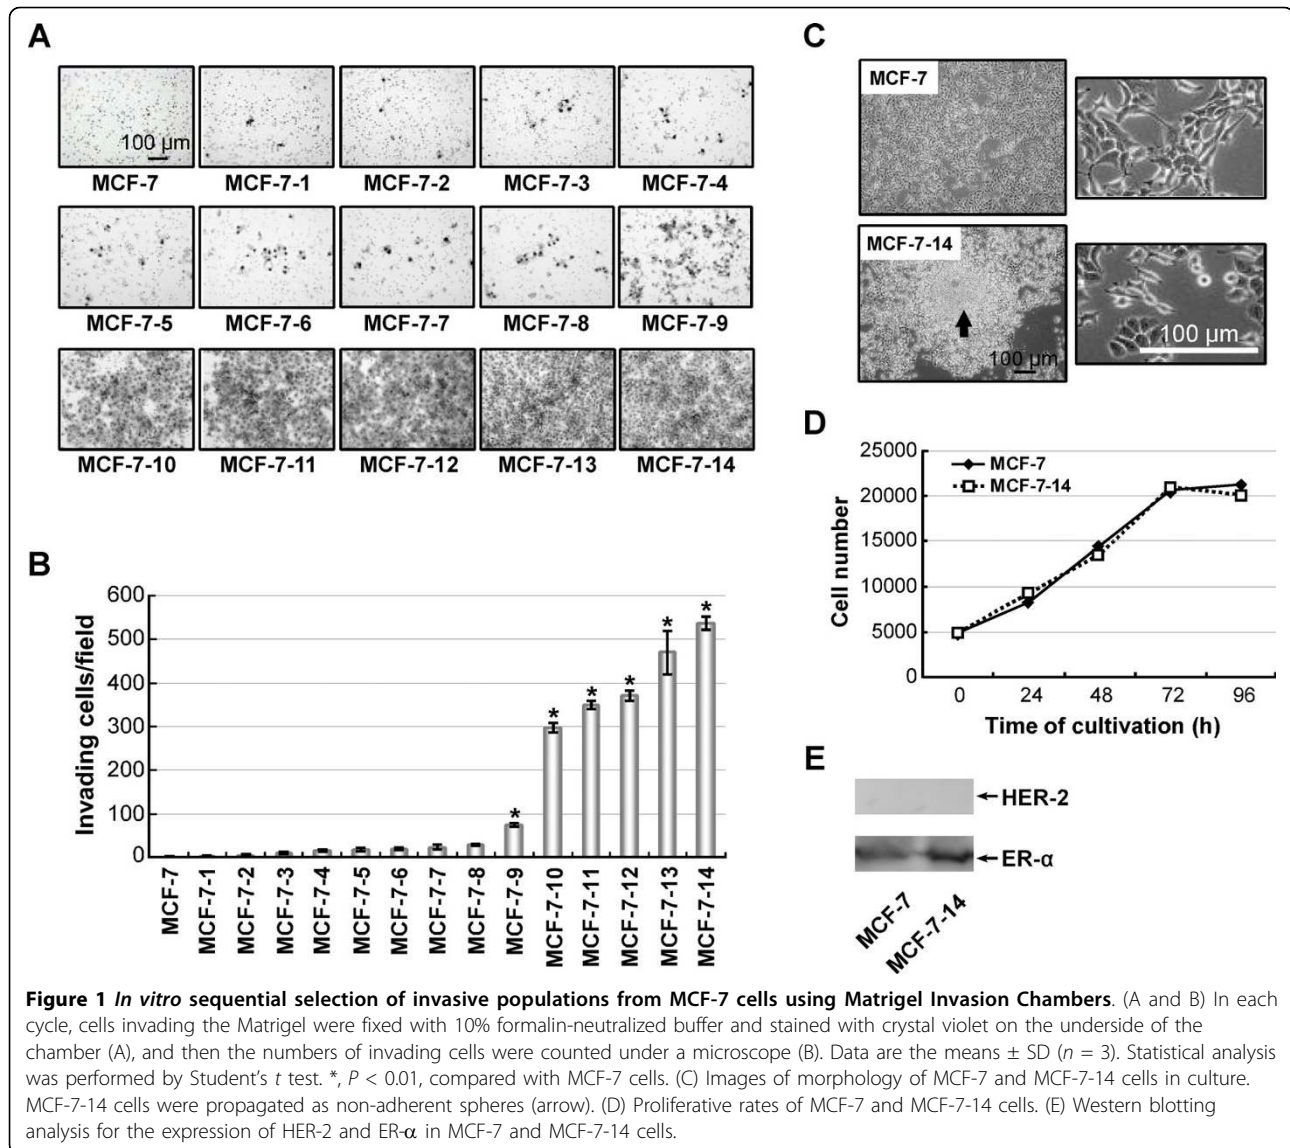 A
100 µm
MCF-7 MCF-7-1 MCF-7-2 MCF-7-3 MCF-7-4
MCF-7-5 MCF-7-6 MCF-7-7 MCF-7-8 MCF-7-9
MCF-7-10 MCF-7-11 MCF-7-12 MCF-7-13 MCF-7-14
B
Invading cells/field
600
500
400
300
200
100
0
* * * * * *
MCF-7
MCF-7-1
MCF-7-2
MCF-7-3
MCF-7-4
MCF-7-5
MCF-7-6
MCF-7-7
MCF-7-8
MCF-7-9
MCF-7-10
MCF-7-11
MCF-7-12
MCF-7-13
MCF-7-14
C
MCF-7
MCF-7-14
100 µm
100 µm
D
Cell number
25000
20000
15000
10000
5000
0
MCF-7
MCF-7-14
0 24 48 72 96
Time of cultivation (h)
E
HER-2
ER-α
MCF-7
MCF-7-14
Figure 1 In vitro sequential selection of invasive populations from MCF-7 cells using Matrigel Invasion Chambers. (A and B) In each
cycle, cells invading the Matrigel were fixed with 10% formalin-neutralized buffer and stained with crystal violet on the underside of the
chamber (A), and then the numbers of invading cells were counted under a microscope (B). Data are the means ± SD (n = 3). Statistical analysis
was performed by Student's t test. *, P < 0.01, compared with MCF-7 cells. (C) Images of morphology of MCF-7 and MCF-7-14 cells in culture.
MCF-7-14 cells were propagated as non-adherent spheres (arrow). (D) Proliferative rates of MCF-7 and MCF-7-14 cells. (E) Western blotting
analysis for the expression of HER-2 and ER-α in MCF-7 and MCF-7-14 cells.